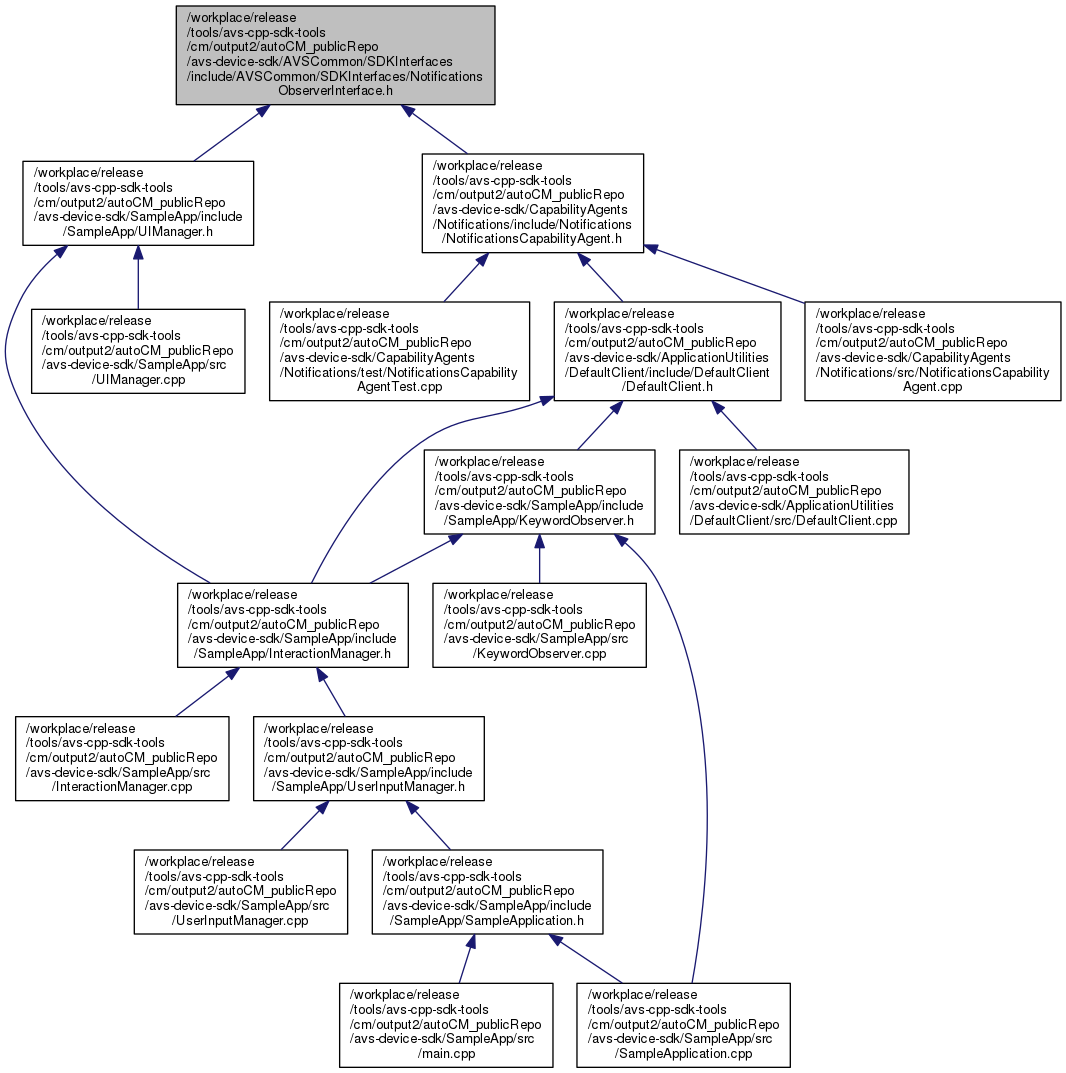 /workplace/release
/tools/avs-cpp-sdk-tools
/cm/output2/autoCM_publicRepo
/avs-device-sdk/AVSCommon/SDKInterfaces
/include/AVSCommon/SDKInterfaces/Notifications
ObserverInterface.h
/workplace/release
/tools/avs-cpp-sdk-tools
/cm/output2/autoCM_publicRepo
/avs-device-sdk/SampleApp/include
/SampleApp/UIManager.h
/workplace/release
/tools/avs-cpp-sdk-tools
/cm/output2/autoCM_publicRepo
/avs-device-sdk/CapabilityAgents
/Notifications/include/Notifications
/NotificationsCapabilityAgent.h
/workplace/release
/tools/avs-cpp-sdk-tools
/cm/output2/autoCM_publicRepo
/avs-device-sdk/SampleApp/src
/UIManager.cpp
/workplace/release
/tools/avs-cpp-sdk-tools
/cm/output2/autoCM_publicRepo
/avs-device-sdk/CapabilityAgents
/Notifications/test/NotificationsCapability
AgentTest.cpp
/workplace/release
/tools/avs-cpp-sdk-tools
/cm/output2/autoCM_publicRepo
/avs-device-sdk/ApplicationUtilities
/DefaultClient/include/DefaultClient
/DefaultClient.h
/workplace/release
/tools/avs-cpp-sdk-tools
/cm/output2/autoCM_publicRepo
/avs-device-sdk/CapabilityAgents
/Notifications/src/NotificationsCapability
Agent.cpp
/workplace/release
/tools/avs-cpp-sdk-tools
/cm/output2/autoCM_publicRepo
/avs-device-sdk/SampleApp/include
/SampleApp/KeywordObserver.h
/workplace/release
/tools/avs-cpp-sdk-tools
/cm/output2/autoCM_publicRepo
/avs-device-sdk/ApplicationUtilities
/DefaultClient/src/DefaultClient.cpp
/workplace/release
/tools/avs-cpp-sdk-tools
/cm/output2/autoCM_publicRepo
/avs-device-sdk/SampleApp/include
/SampleApp/InteractionManager.h
/workplace/release
/tools/avs-cpp-sdk-tools
/cm/output2/autoCM_publicRepo
/avs-device-sdk/SampleApp/src
/KeywordObserver.cpp
/workplace/release
/tools/avs-cpp-sdk-tools
/cm/output2/autoCM_publicRepo
/avs-device-sdk/SampleApp/src
/InteractionManager.cpp
/workplace/release
/tools/avs-cpp-sdk-tools
/cm/output2/autoCM_publicRepo
/avs-device-sdk/SampleApp/include
/SampleApp/UserInputManager.h
/workplace/release
/tools/avs-cpp-sdk-tools
/cm/output2/autoCM_publicRepo
/avs-device-sdk/SampleApp/src
/UserInputManager.cpp
/workplace/release
/tools/avs-cpp-sdk-tools
/cm/output2/autoCM_publicRepo
/avs-device-sdk/SampleApp/include
/SampleApp/SampleApplication.h
/workplace/release
/tools/avs-cpp-sdk-tools
/cm/output2/autoCM_publicRepo
/avs-device-sdk/SampleApp/src
/main.cpp
/workplace/release
/tools/avs-cpp-sdk-tools
/cm/output2/autoCM_publicRepo
/avs-device-sdk/SampleApp/src
/SampleApplication.cpp